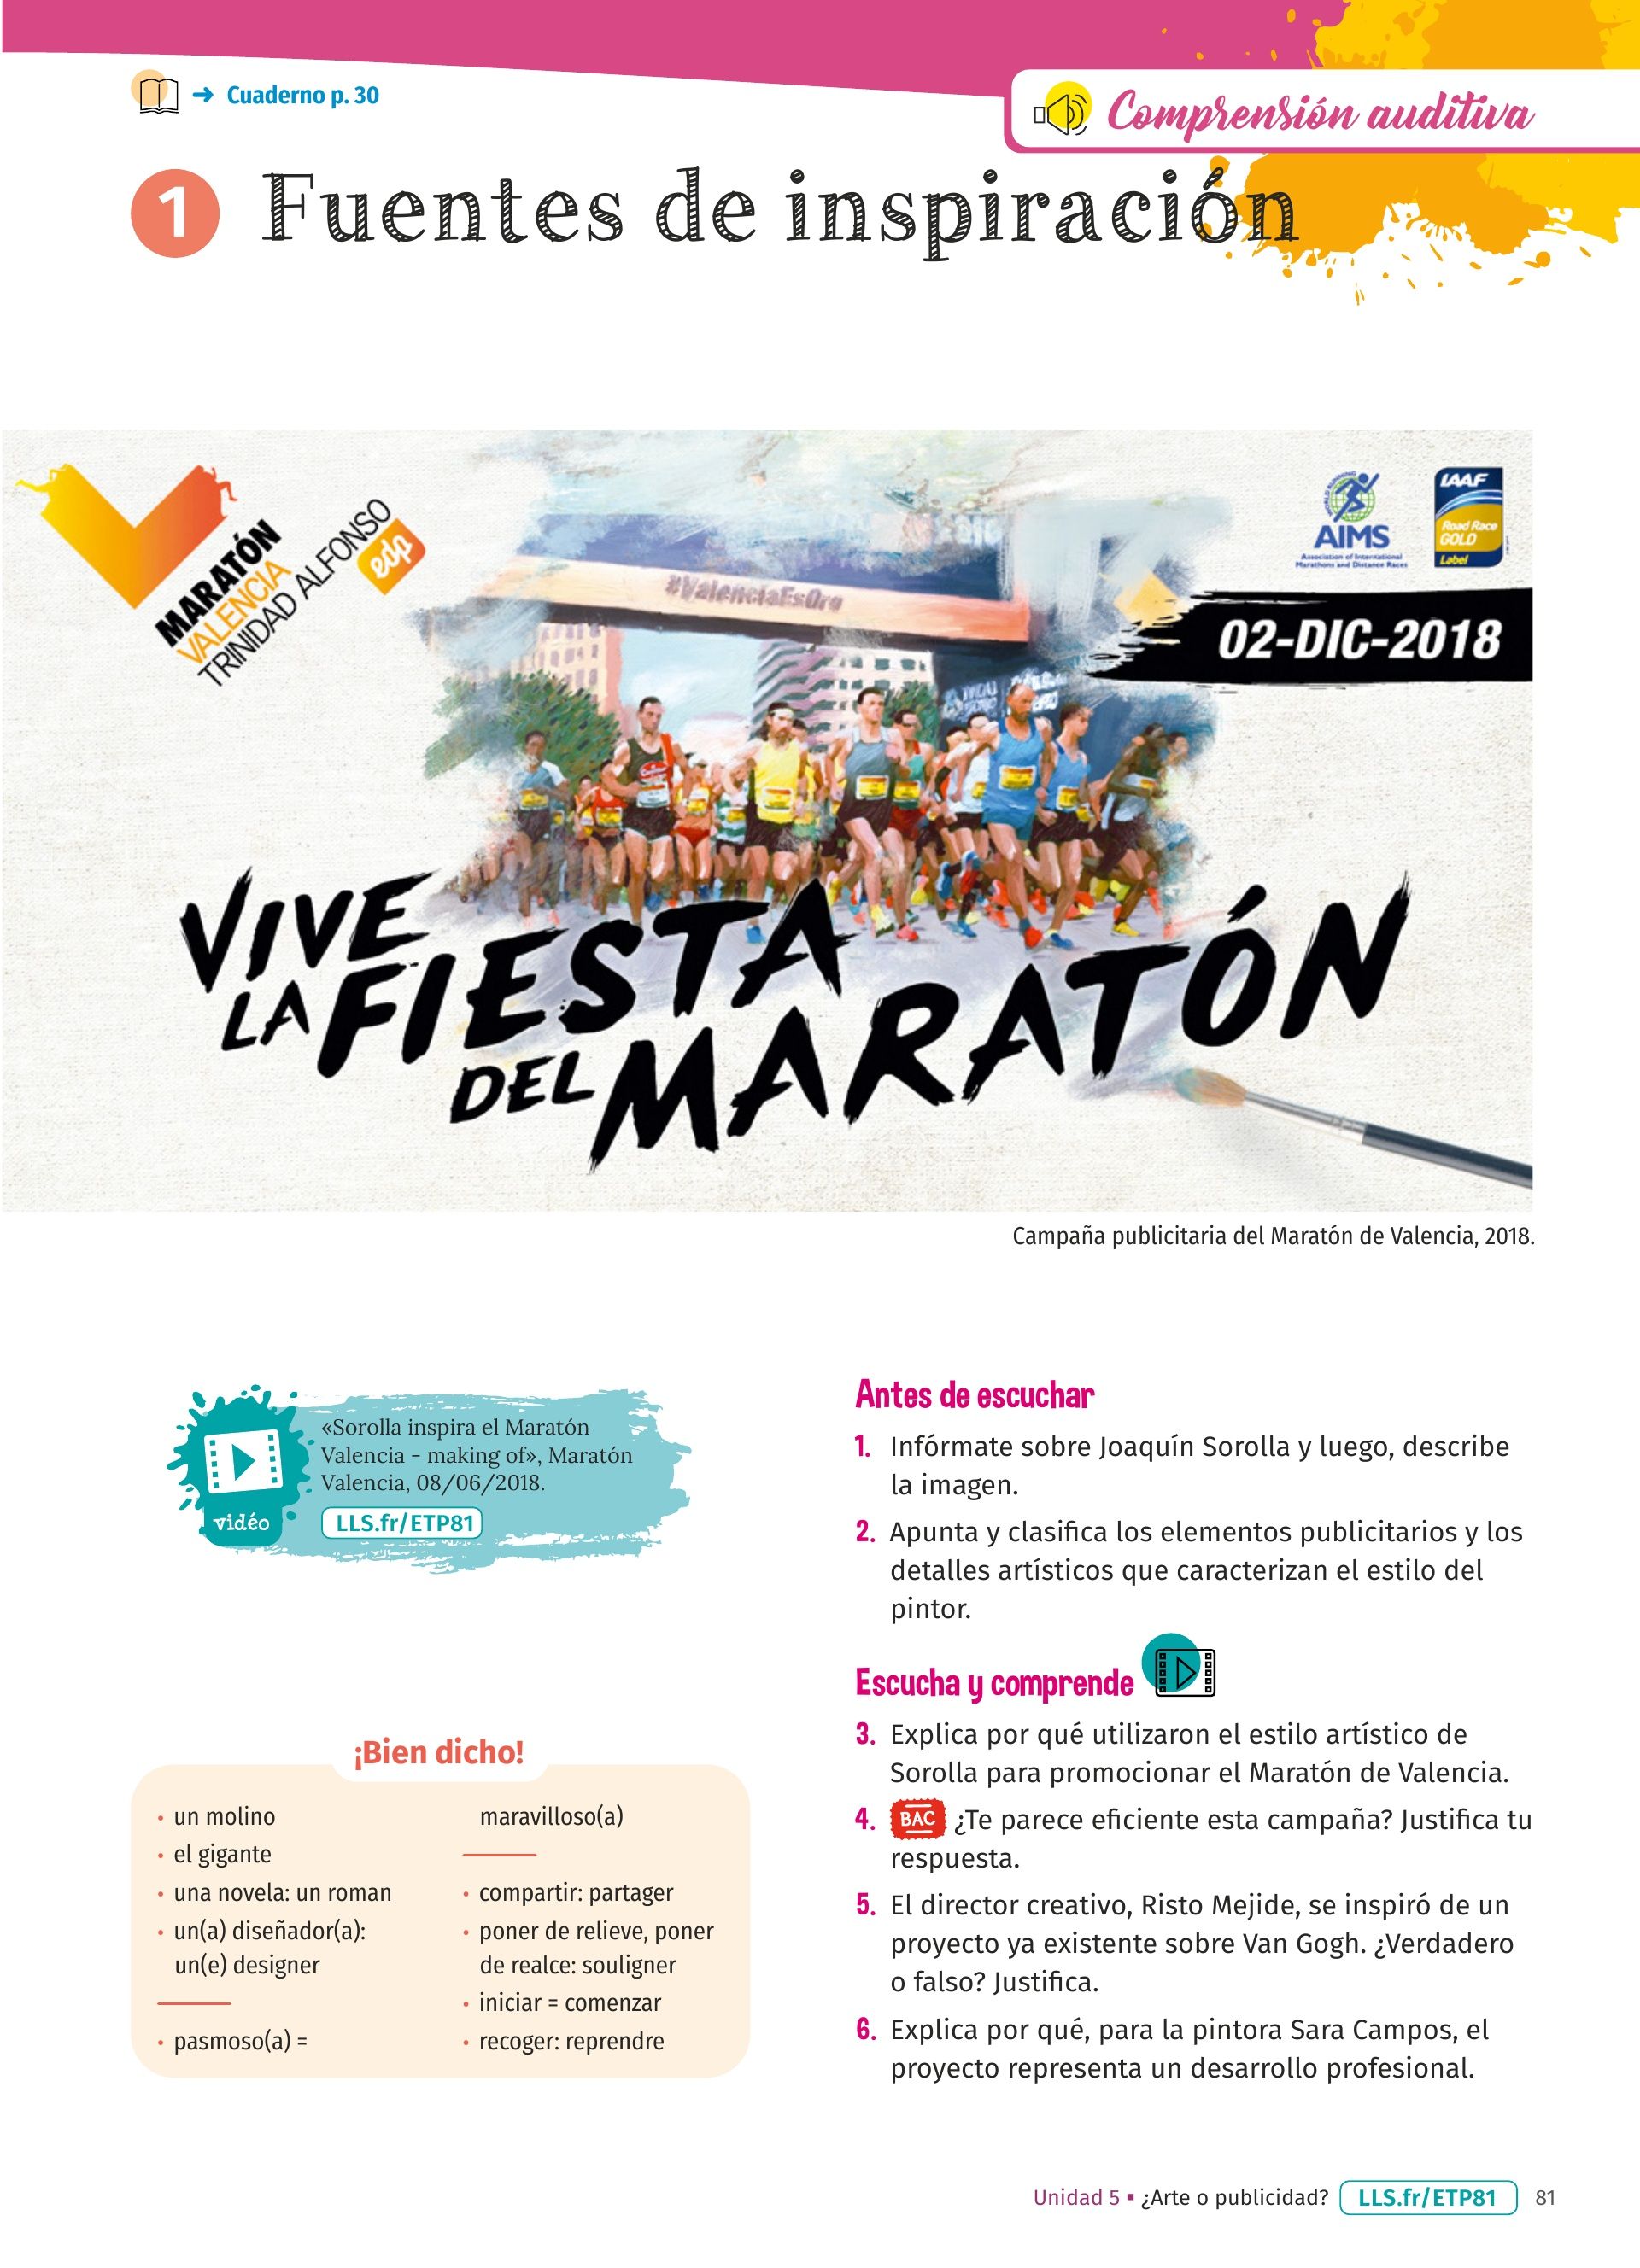 → Cuaderno p. 30
Comprensión auditiva
1 Fuentes de inspiración
MARATÓN
VALENCIA
TRINIDAD ALFONSO
edp
#ValenciaEsOro
WORLD RUNNING
AIMS
Association of International
Marathons and Distance Races
IAAF
Road Race
GOLD
Label
02-DIC-2018
VIVE
LA FIESTA
DEL MARATÓN
Campaña publicitaria del Maratón de Valencia, 2018.
vidéo
«Sorolla inspira el Maratón
Valencia - making of», Maratón
Valencia, 08/06/2018.
LLS.fr/ETP81
¡Bien dicho!
• un molino
• el gigante
• una novela: un roman
• un(a) diseñador(a):
un(e) designer
• pasmoso(a) =
maravilloso(a)
• compartir: partager
• poner de relieve, poner
de realce: souligner
• iniciar = comenzar
• recoger: reprendre
Antes de escuchar
1. Infórmate sobre Joaquín Sorolla y luego, describe
la imagen.
2. Apunta y clasifica los elementos publicitarios y los
detalles artísticos que caracterizan el estilo del
pintor.
Escucha y comprende
3. Explica por qué utilizaron el estilo artístico de
Sorolla para promocionar el Maratón de Valencia.
4. BAC ¿Te parece eficiente esta campaña? Justifica tu
respuesta.
5. El director creativo, Risto Mejide, se inspiró de un
proyecto ya existente sobre Van Gogh. ¿Verdadero
o falso? Justifica.
6. Explica por qué, para la pintora Sara Campos, el
proyecto representa un desarrollo profesional.
Unidad 5 ▪ ¿Arte o publicidad? LLS.fr/ETP81 81